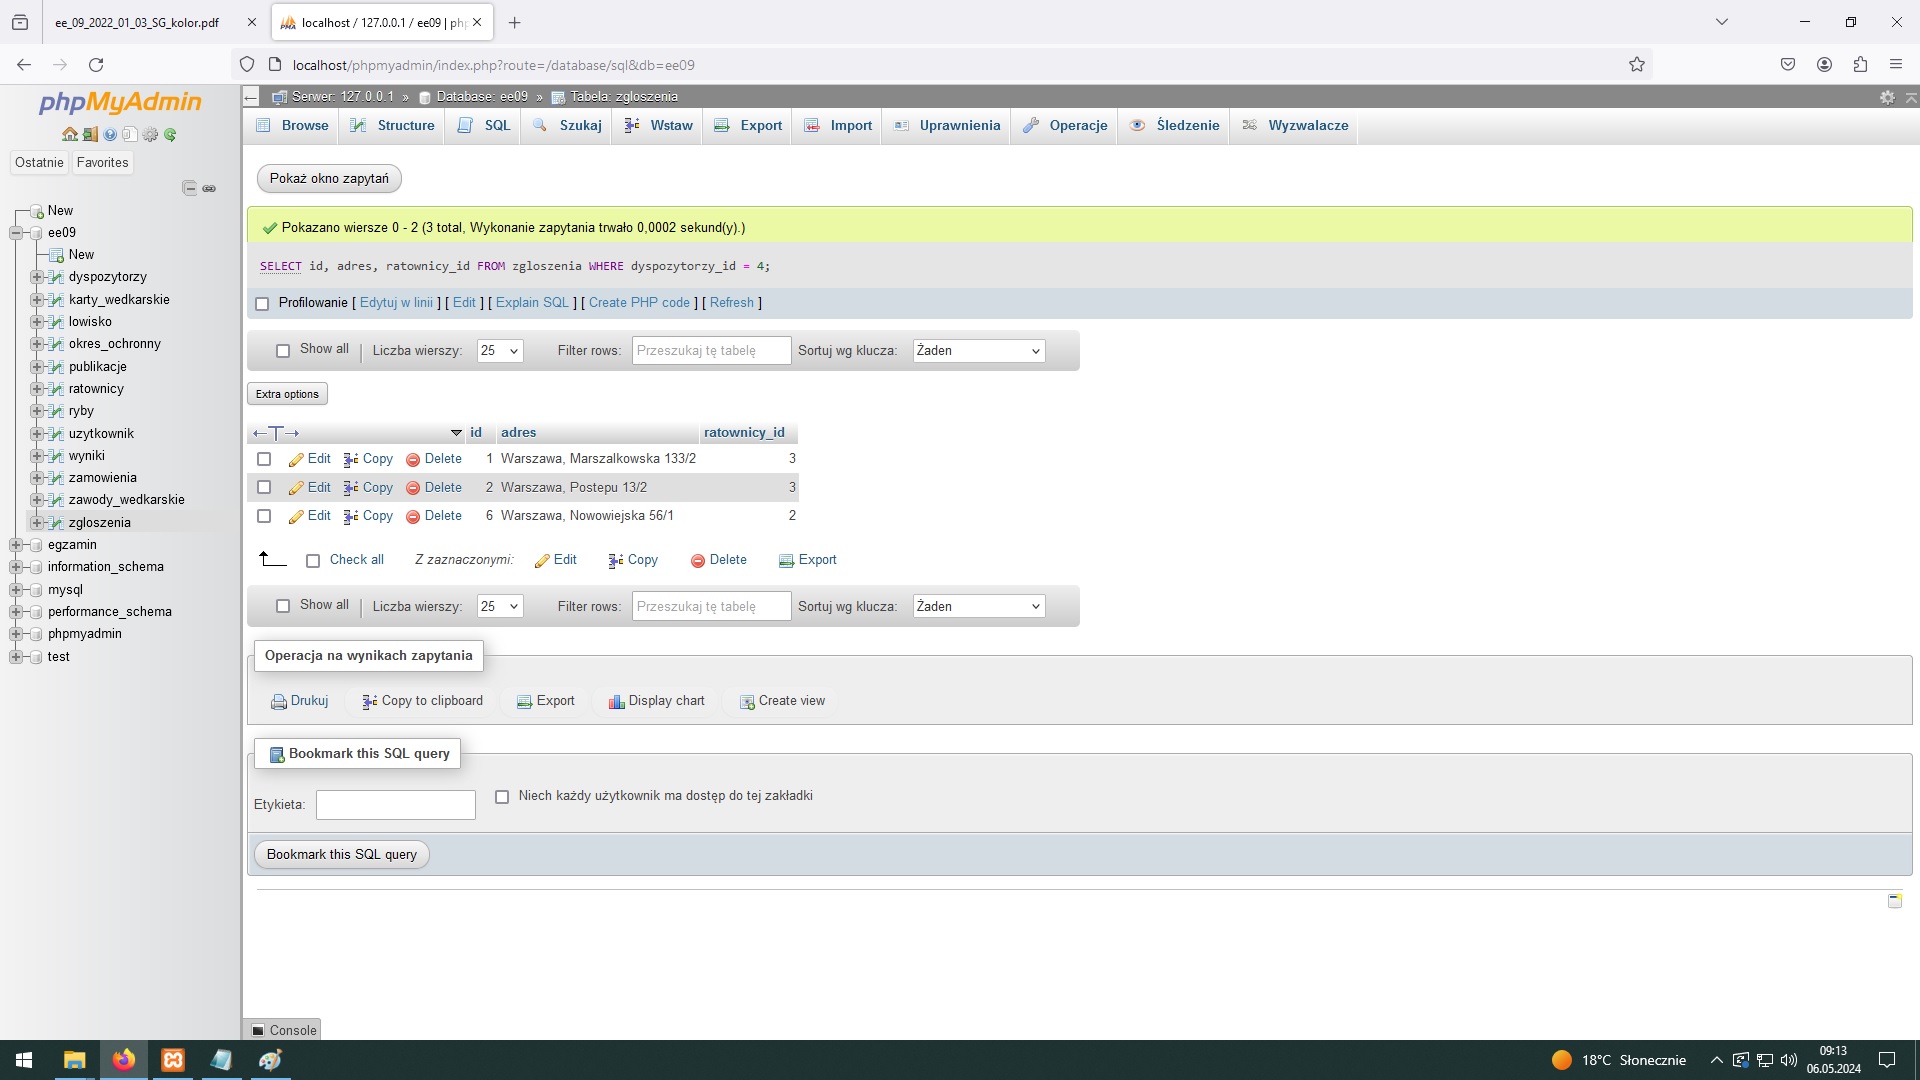 ee_09_2022_01_03_SG_kolor.pdf
localhost / 127.0.0.1 / ee09 | php
localhost/phpmyadmin/index.php?route=/database/sql&db=ee09
phpMyAdmin
Ostatnie Favorites
New
ee09
New
dyspozytorzy
karty_wedkarskie
lowisko
okres_ochronny
publikacje
ratownicy
ryby
uzytkownik
wyniki
zamowienia
zawody_wedkarskie
zgloszenia
egzamin
information_schema
mysql
performance_schema
phpmyadmin
test
Serwer: 127.0.0.1 » Database: ee09 » Tabela: zgloszenia
Browse Structure SQL Szukaj Wstaw Export Import Uprawnienia Operacje Śledzenie Wyzwalacze
Pokaż okno zapytań
Pokazano wiersze 0 - 2 (3 total, Wykonanie zapytania trwało 0,0002 sekund(y).)
SELECT id, adres, ratownicy_id FROM zgloszenia WHERE dyspozytorzy_id = 4;
Profilowanie [ Edytuj w linii ] [ Edit ] [ Explain SQL ] [ Create PHP code ] [ Refresh ]
Show all Liczba wierszy: 25 Filter rows: Przeszukaj tę tabelę Sortuj wg klucza: Żaden
Extra options
←T→ id adres ratownicy_id
Edit Copy Delete 1 Warszawa, Marszalkowska 133/2 3
Edit Copy Delete 2 Warszawa, Postepu 13/2 3
Edit Copy Delete 6 Warszawa, Nowowiejska 56/1 2
Check all Z zaznaczonymi: Edit Copy Delete Export
Show all Liczba wierszy: 25 Filter rows: Przeszukaj tę tabelę Sortuj wg klucza: Żaden
Operacja na wynikach zapytania
Drukuj Copy to clipboard Export Display chart Create view
Bookmark this SQL query
Etykieta: Niech każdy użytkownik ma dostęp do tej zakładki
Bookmark this SQL query
Console
18°C Słonecznie
09:13
06.05.2024